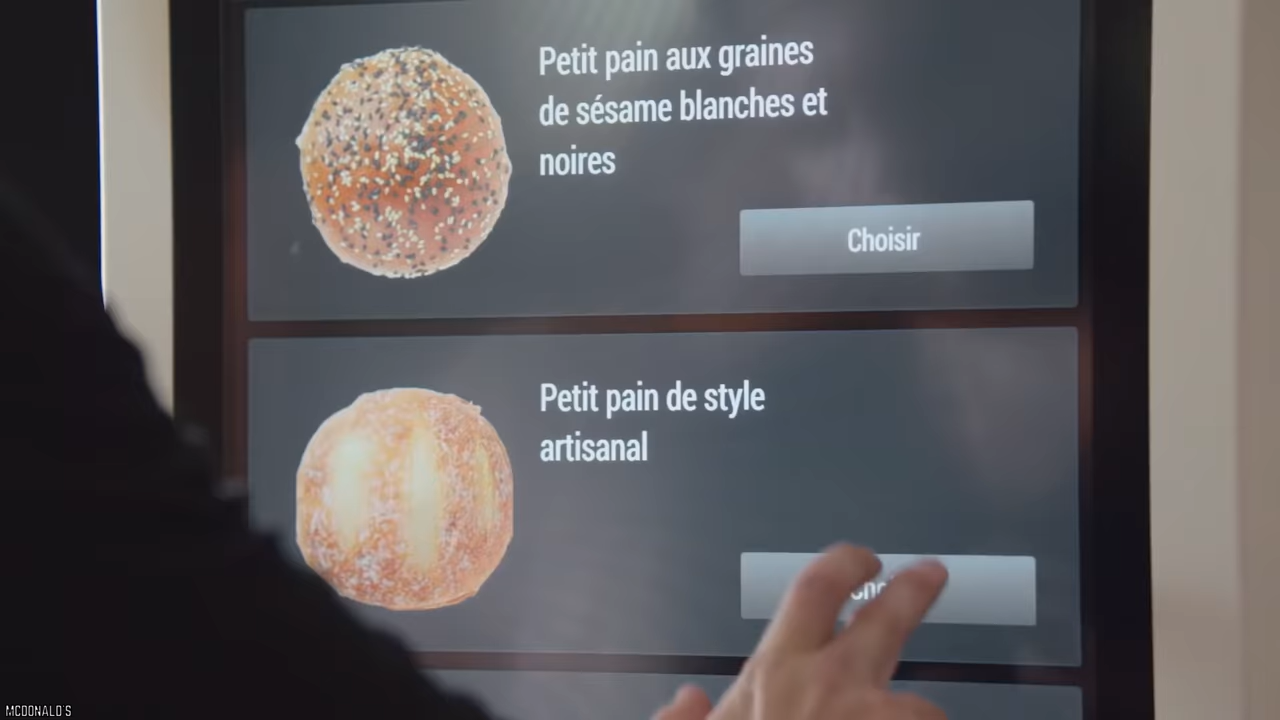 Petit pain aux graines
de sésame blanches et
noires
Choisir
Petit pain de style
artisanal
MCDONALD'S